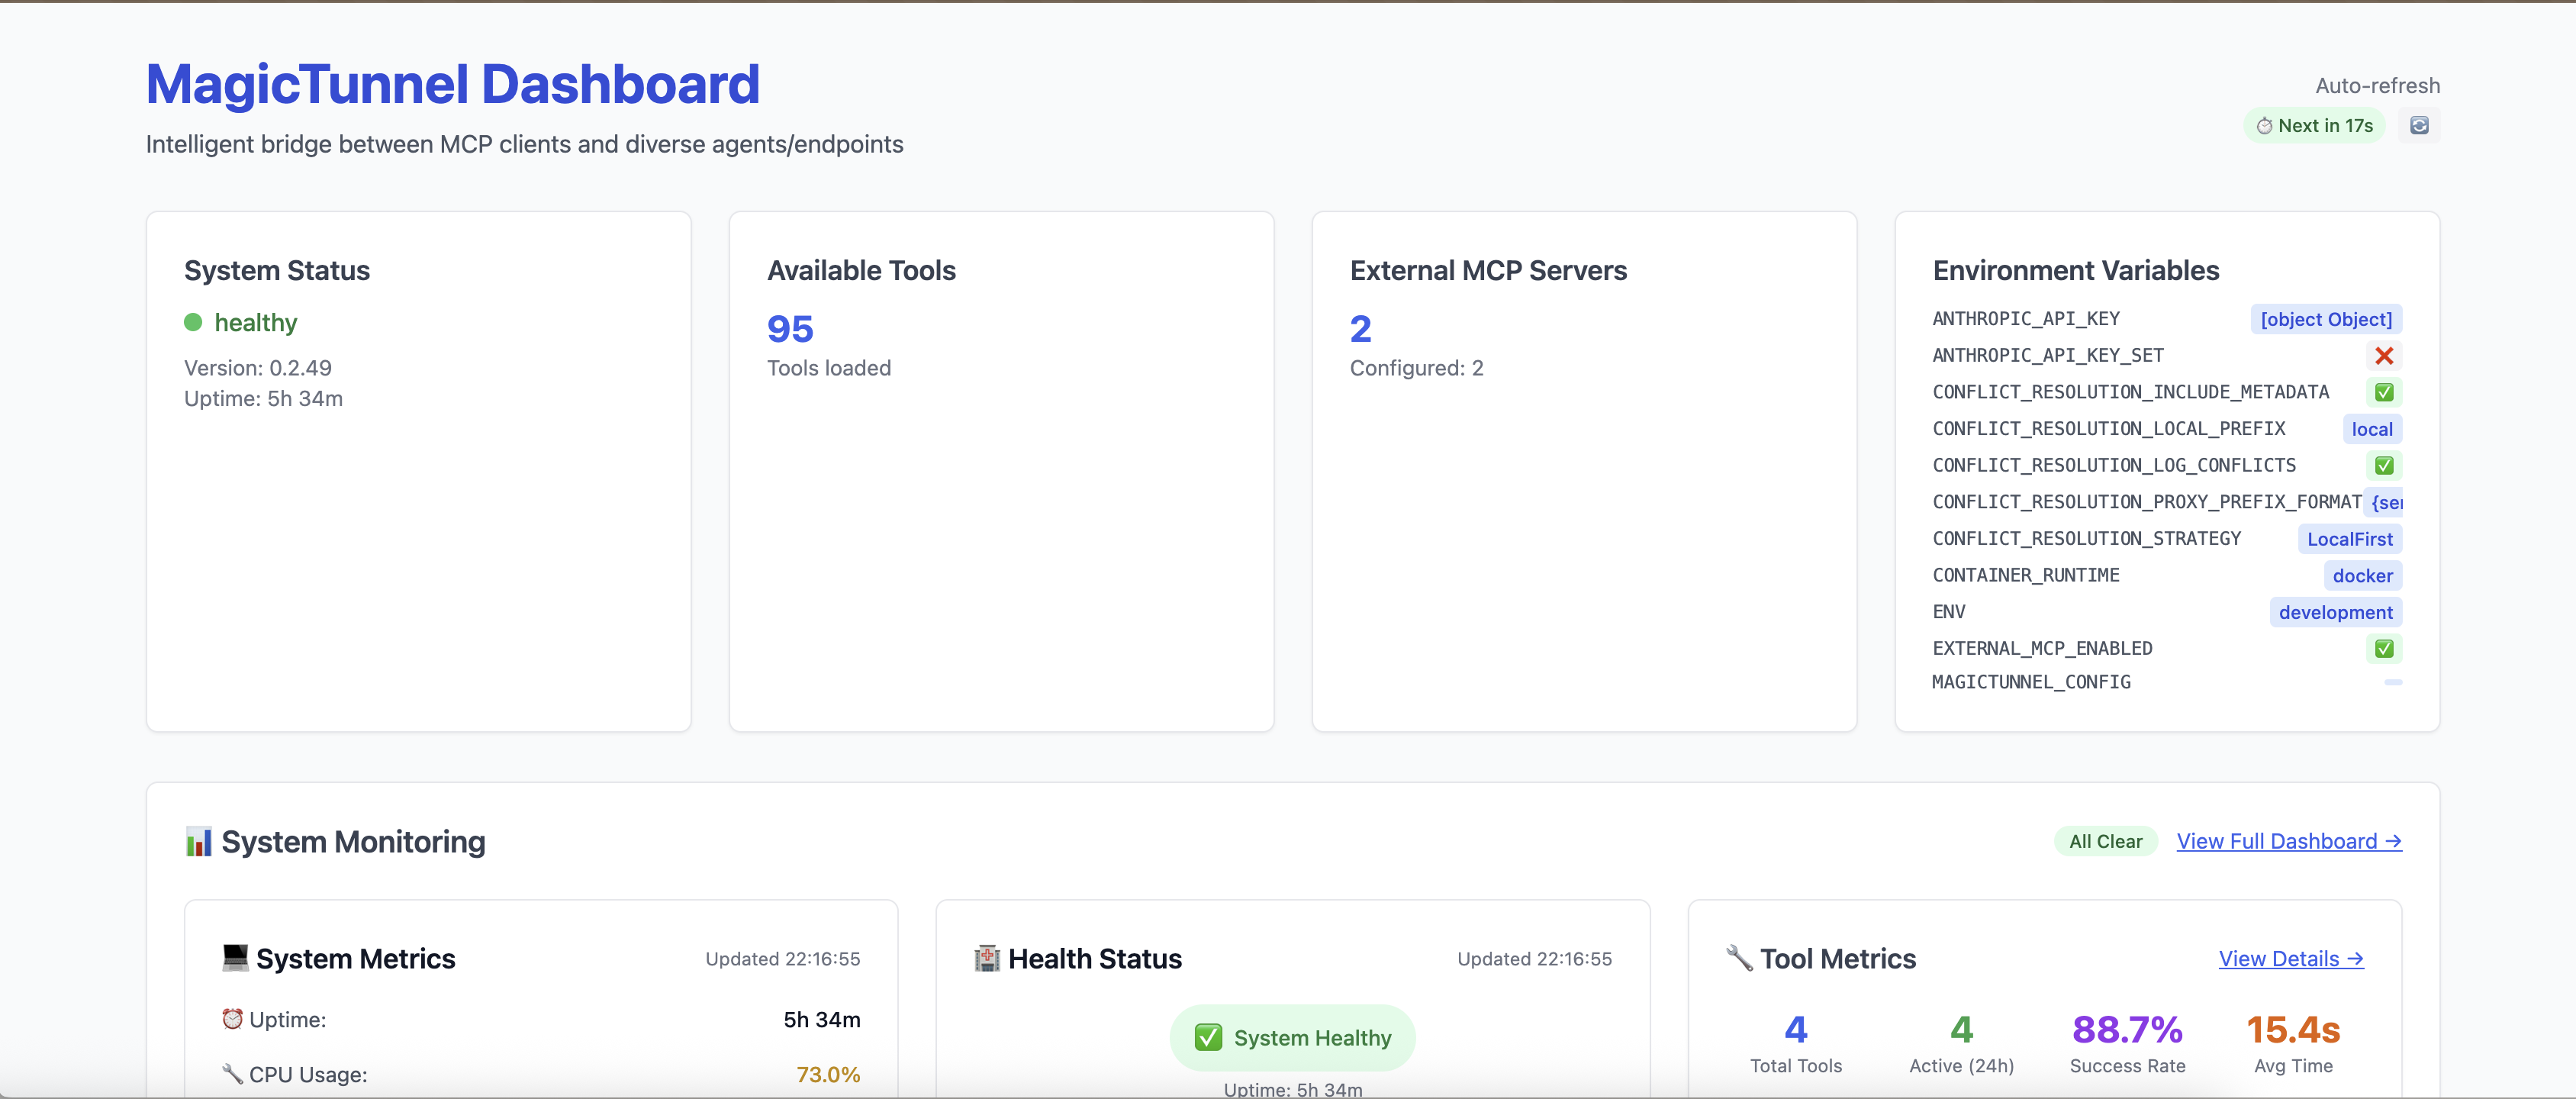 MagicTunnel Dashboard
Intelligent bridge between MCP clients and diverse agents/endpoints
Auto-refresh
Next in 17s
System Status
healthy
Version: 0.2.49
Uptime: 5h 34m
Available Tools
95
Tools loaded
External MCP Servers
2
Configured: 2
Environment Variables
ANTHROPIC_API_KEY [object Object]
ANTHROPIC_API_KEY_SET ❌
CONFLICT_RESOLUTION_INCLUDE_METADATA ✅
CONFLICT_RESOLUTION_LOCAL_PREFIX local
CONFLICT_RESOLUTION_LOG_CONFLICTS ✅
CONFLICT_RESOLUTION_PROXY_PREFIX_FORMAT {ser
CONFLICT_RESOLUTION_STRATEGY LocalFirst
CONTAINER_RUNTIME docker
ENV development
EXTERNAL_MCP_ENABLED ✅
MAGICTUNNEL_CONFIG
System Monitoring
All Clear View Full Dashboard →
System Metrics Updated 22:16:55
Uptime: 5h 34m
CPU Usage: 73.0%
Health Status Updated 22:16:55
✅ System Healthy
Uptime: 5h 34m
Tool Metrics View Details →
4 4 88.7% 15.4s
Total Tools Active (24h) Success Rate Avg Time